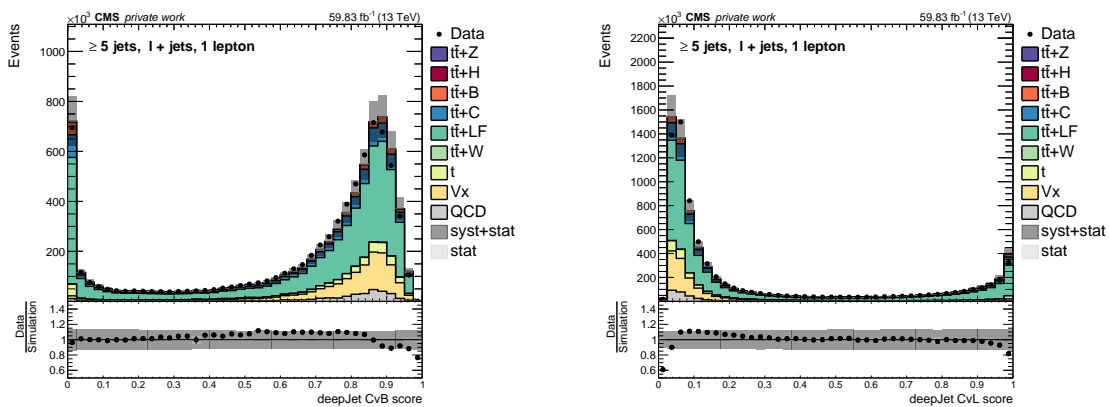 ×10³ CMS private work 59.83 fb⁻¹ (13 TeV)
Events
≥ 5 jets, l + jets, 1 lepton
1000
800
600
400
200
Data
tt̄+Z
tt̄+H
tt̄+B
tt̄+C
tt̄+LF
tt̄+W
t
Vx
QCD
syst+stat
stat
Data
Simulation
1.4
1.2
1.0
0.8
0.6
0 0.1 0.2 0.3 0.4 0.5 0.6 0.7 0.8 0.9 1
deepJet CvB score
×10³ CMS private work 59.83 fb⁻¹ (13 TeV)
Events
≥ 5 jets, l + jets, 1 lepton
2200
2000
1800
1600
1400
1200
1000
800
600
400
200
Data
tt̄+Z
tt̄+H
tt̄+B
tt̄+C
tt̄+LF
tt̄+W
t
Vx
QCD
syst+stat
stat
Data
Simulation
1.4
1.2
1.0
0.8
0.6
0 0.1 0.2 0.3 0.4 0.5 0.6 0.7 0.8 0.9 1
deepJet CvL score